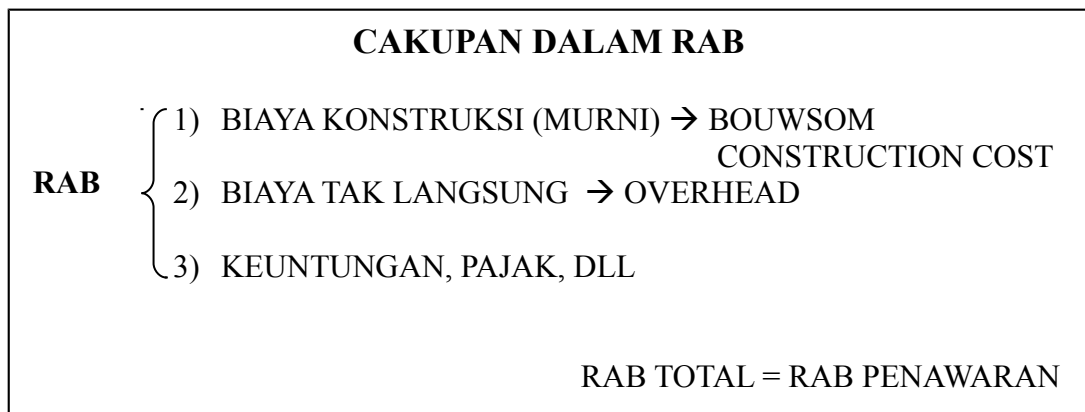 CAKUPAN DALAM RAB
1) BIAYA KONSTRUKSI (MURNI) → BOUWSOM
CONSTRUCTION COST
RAB
2) BIAYA TAK LANGSUNG → OVERHEAD
3) KEUNTUNGAN, PAJAK, DLL
RAB TOTAL = RAB PENAWARAN